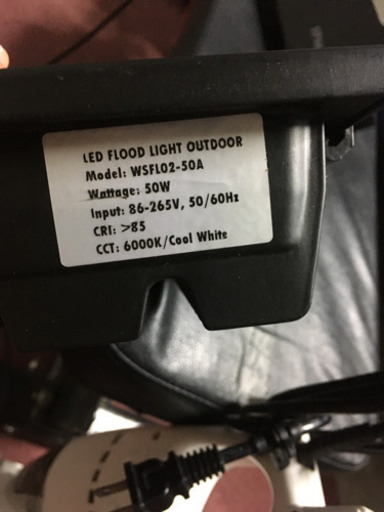 LED FLOOD LIGHT OUTDOOR
Model: WSFL02-50A
Wattage: 50W
Input: 86-265V, 50/60Hz
CRI: >85
CCT: 6000K/Cool White